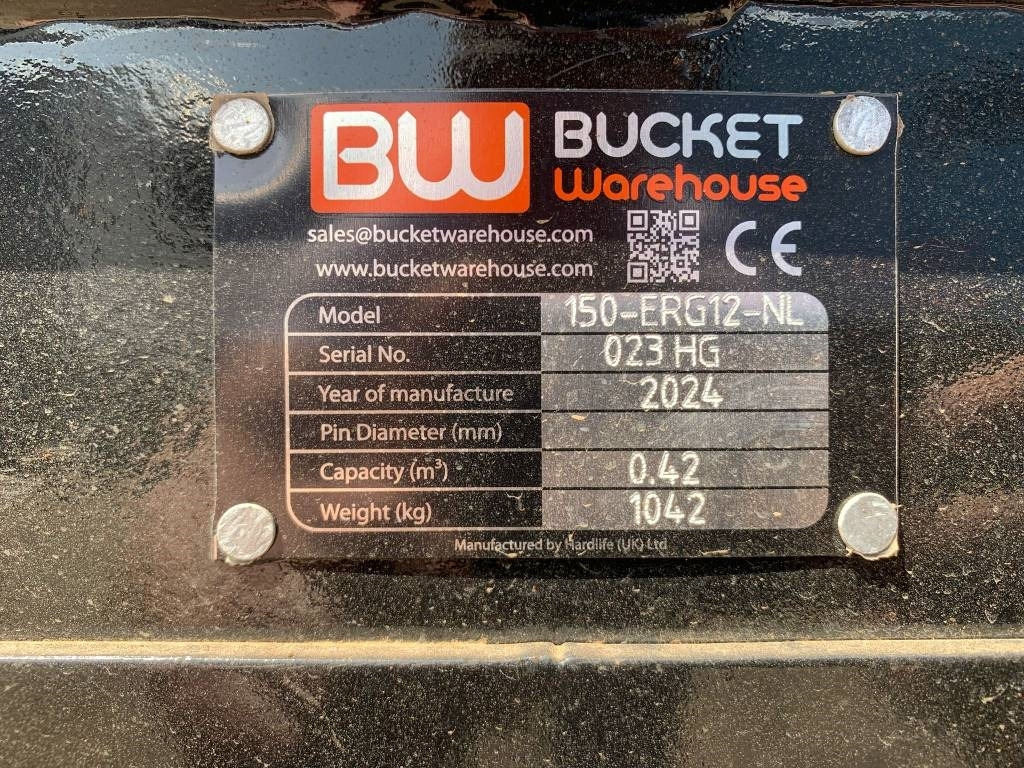 BW BUCKET
Warehouse
sales@bucketwarehouse.com
www.bucketwarehouse.com
CE
Model 150-ERG12-NL
Serial No. 023 HG
Year of manufacture 2024
Pin Diameter (mm)
Capacity (m³) 0.42
Weight (kg) 1042
Manufactured by Hardlife (UK) Ltd